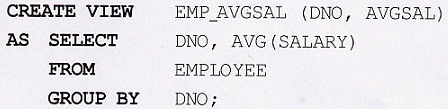 CREATE VIEW EMP_AVGSAL (DNO, AVGSAL)
AS SELECT DNO, AVG(SALARY)
FROM EMPLOYEE
GROUP BY DNO;